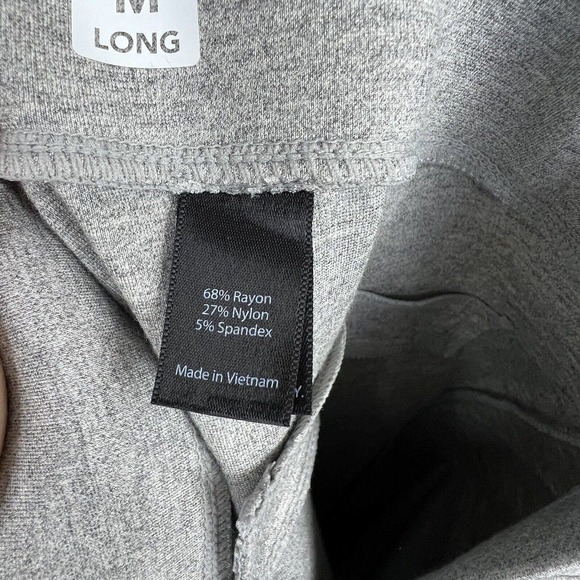 M
LONG
68% Rayon
27% Nylon
5% Spandex
Made in Vietnam
Y.